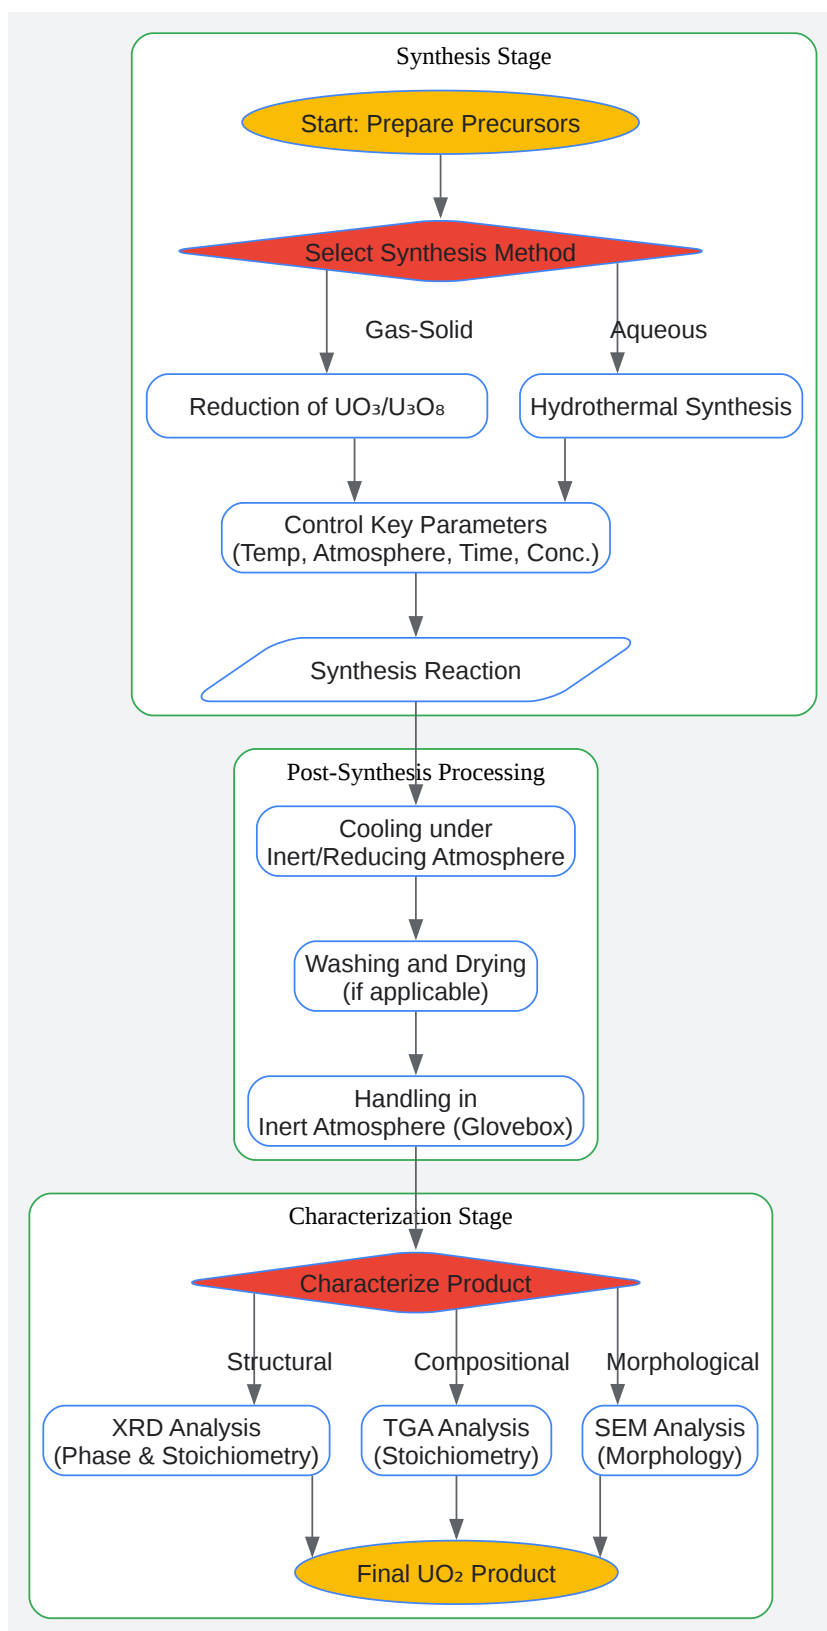 Synthesis Stage
Start: Prepare Precursors
Select Synthesis Method
Gas-Solid
Aqueous
Reduction of UO₃/U₃O₈
Hydrothermal Synthesis
Control Key Parameters
(Temp, Atmosphere, Time, Conc.)
Synthesis Reaction
Post-Synthesis Processing
Cooling under
Inert/Reducing Atmosphere
Washing and Drying
(if applicable)
Handling in
Inert Atmosphere (Glovebox)
Characterization Stage
Characterize Product
Structural
Compositional
Morphological
XRD Analysis
(Phase & Stoichiometry)
TGA Analysis
(Stoichiometry)
SEM Analysis
(Morphology)
Final UO₂ Product